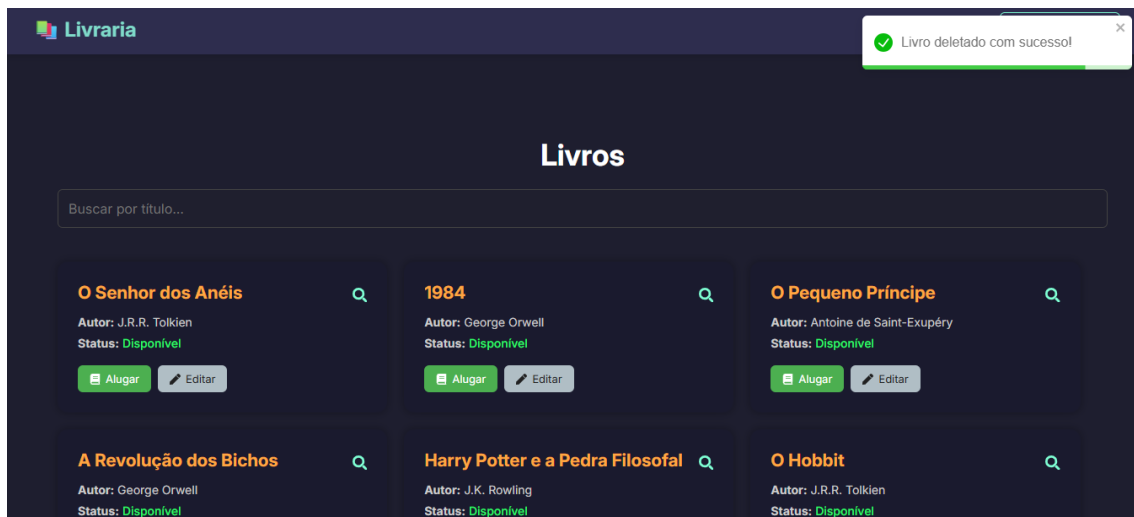 Livraria
Livro deletado com sucesso!
Livros
Buscar por título...
O Senhor dos Anéis
Autor: J.R.R. Tolkien
Status: Disponível
Alugar
Editar
1984
Autor: George Orwell
Status: Disponível
Alugar
Editar
O Pequeno Príncipe
Autor: Antoine de Saint-Exupéry
Status: Disponível
Alugar
Editar
A Revolução dos Bichos
Autor: George Orwell
Status: Disponível
Harry Potter e a Pedra Filosofal
Autor: J.K. Rowling
Status: Disponível
O Hobbit
Autor: J.R.R. Tolkien
Status: Disponível